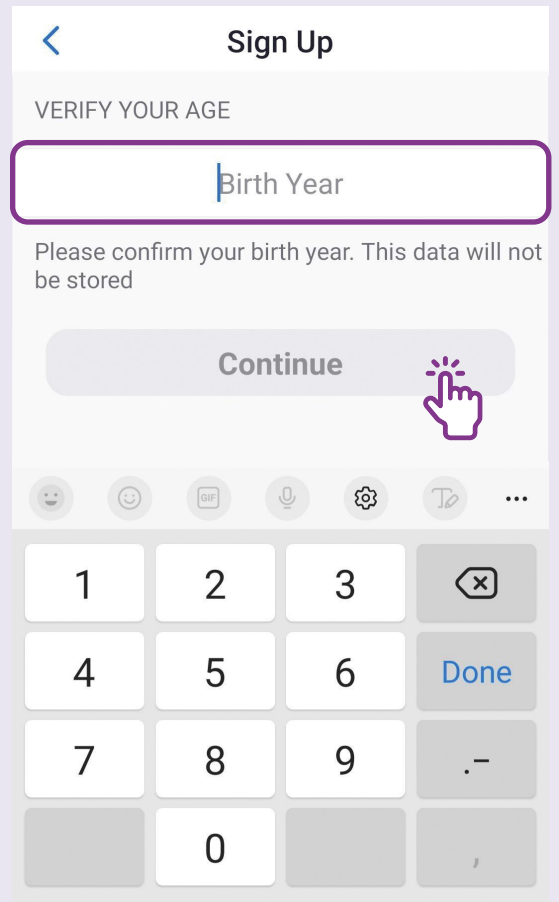 Sign Up
VERIFY YOUR AGE
Birth Year
Please confirm your birth year. This data will not
be stored
Continue
GIF
1 2 3
4 5 6 Done
7 8 9 .-
0 ,